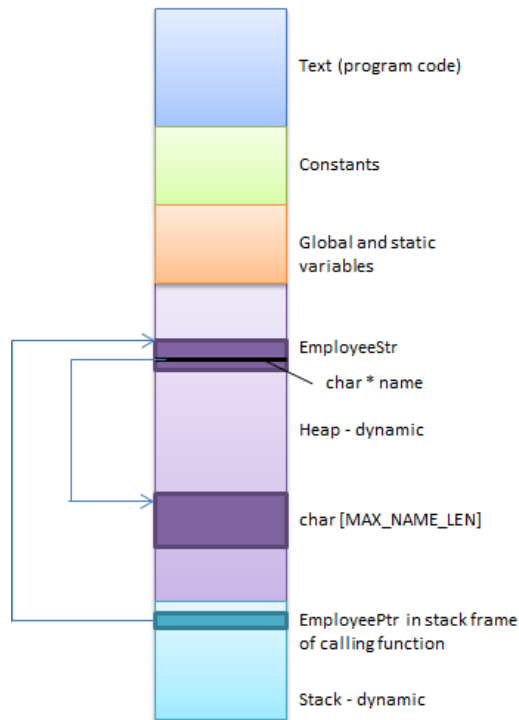 Text (program code)
Constants
Global and static
variables
EmployeeStr
char * name
Heap - dynamic
char [MAX_NAME_LEN]
EmployeePtr in stack frame
of calling function
Stack - dynamic